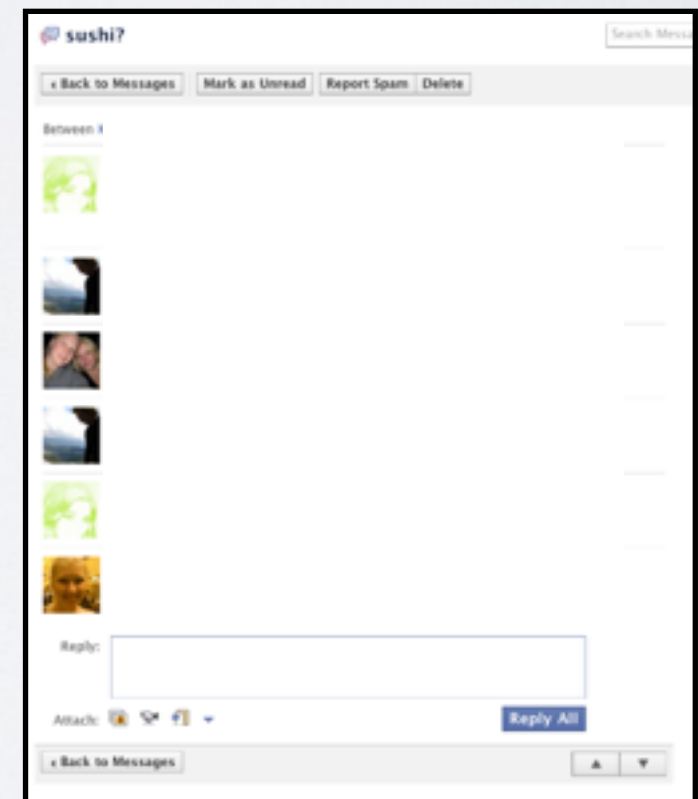 sushi?
Search Messa
‹ Back to Messages Mark as Unread Report Spam Delete
Between
Reply:
Attach:
Reply All
‹ Back to Messages